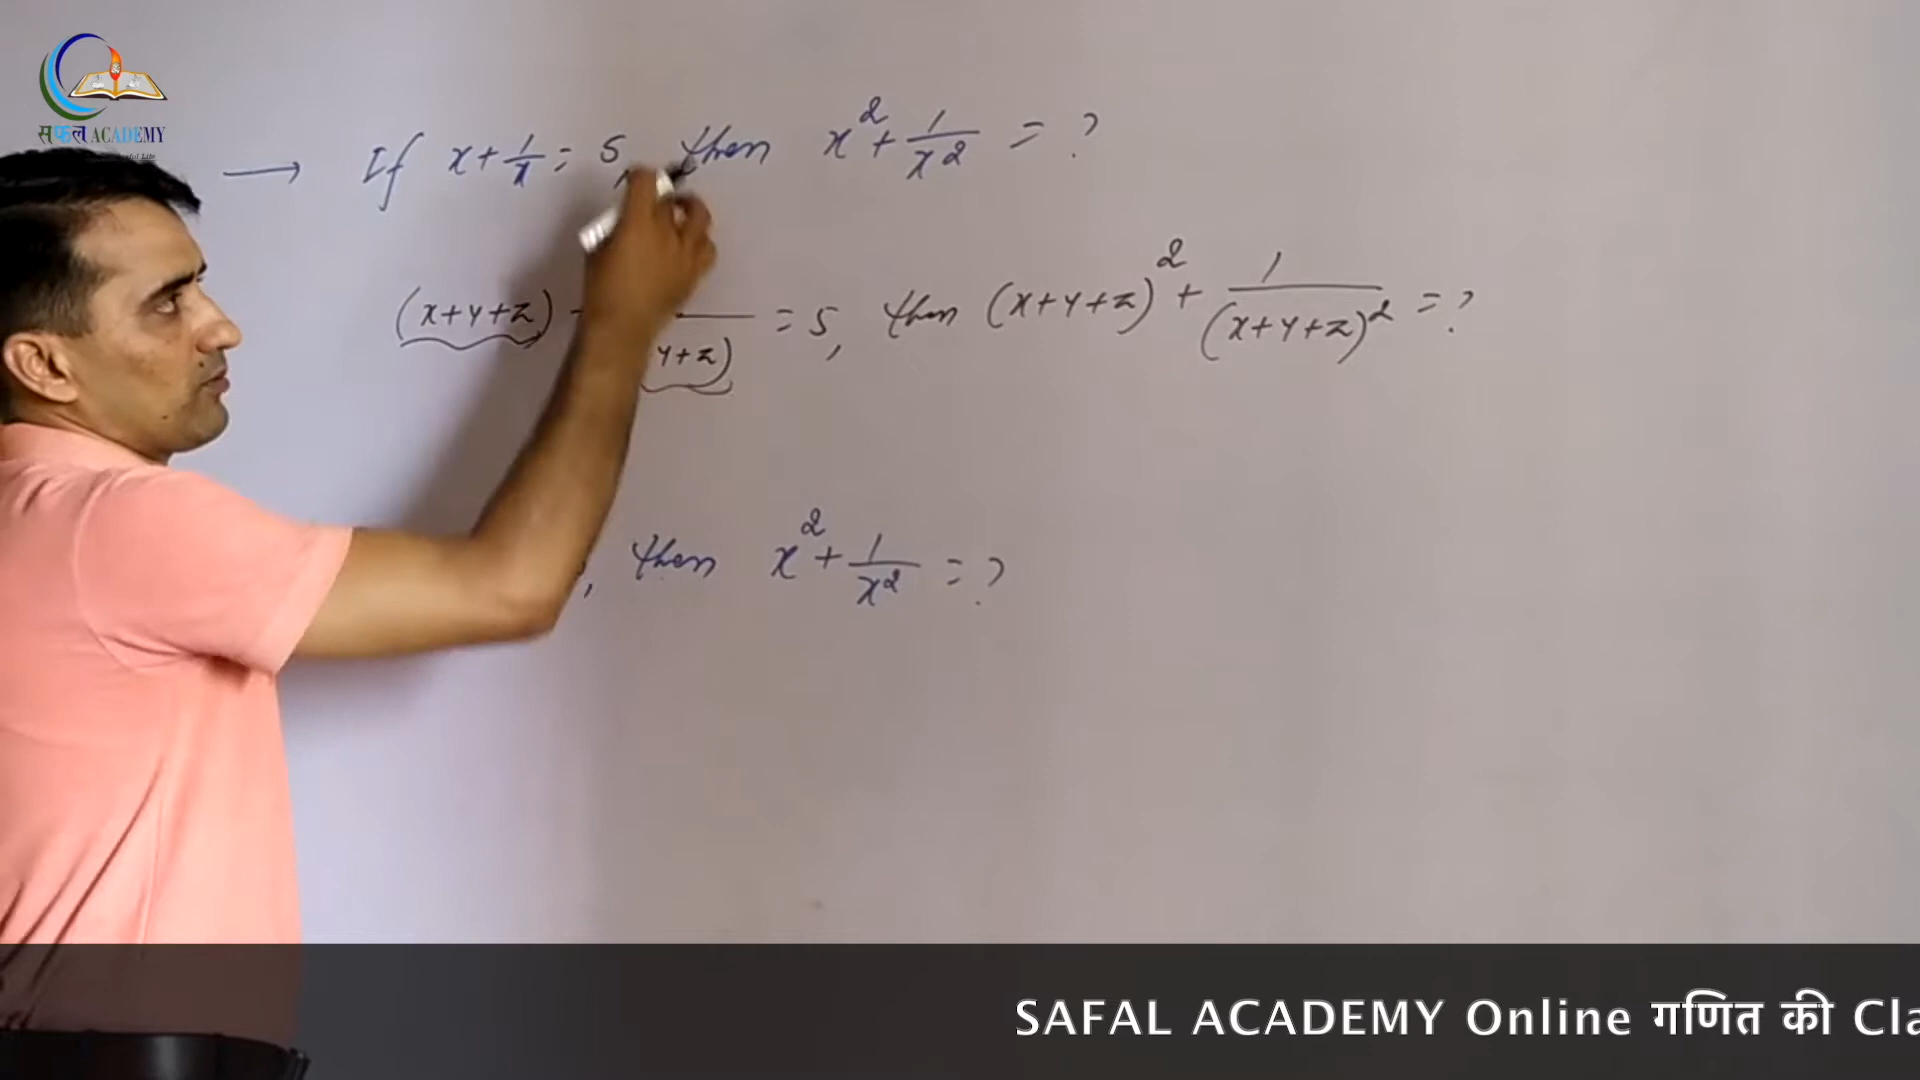 सफल ACADEMY
→ If x + 1/x = 5, then x² + 1/x² = ?
(x+y+z) + 1/(y+z) = 5, then (x+y+z)² + 1/(x+y+z)² = ?
, then x² + 1/x² = ?
SAFAL ACADEMY Online गणित की Cla